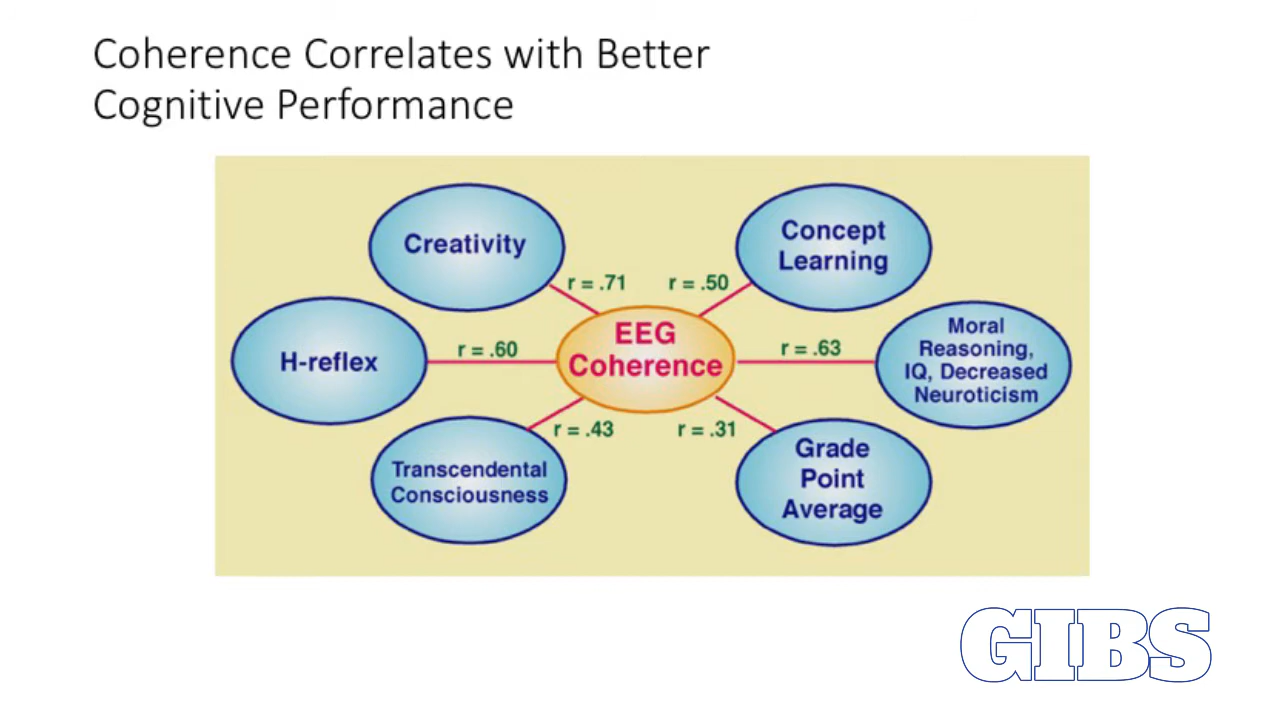 Coherence Correlates with Better
Cognitive Performance
Creativity
Concept
Learning
r = .71
r = .50
EEG
Coherence
H-reflex
r = .60
r = .63
Moral
Reasoning,
IQ, Decreased
Neuroticism
r = .43
r = .31
Transcendental
Consciousness
Grade
Point
Average
GIBS